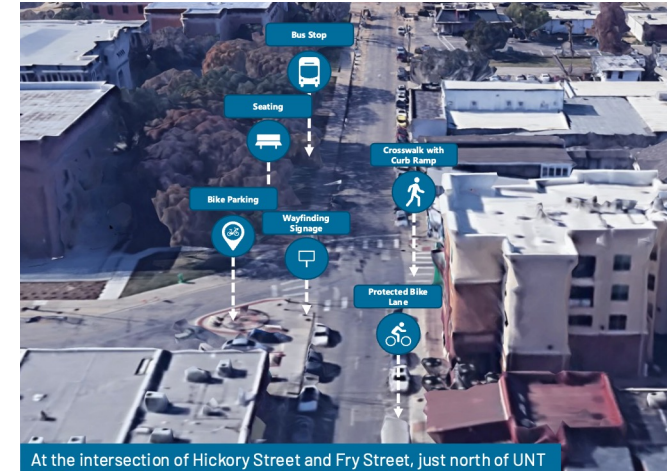 Bus Stop
Seating
Crosswalk with
Curb Ramp
Bike Parking
Wayfinding
Signage
Protected Bike
Lane
At the intersection of Hickory Street and Fry Street, just north of UNT